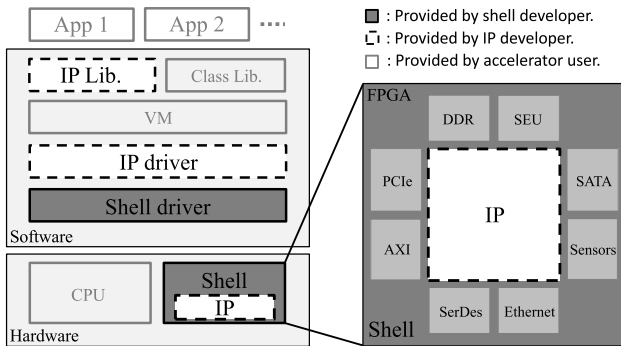 App 1
App 2
....
: Provided by shell developer.
: Provided by IP developer.
: Provided by accelerator user.
IP Lib.
Class Lib.
VM
IP driver
Shell driver
Software
CPU
Shell
IP
Hardware
FPGA
DDR
SEU
PCIe
SATA
IP
AXI
Sensors
SerDes
Ethernet
Shell